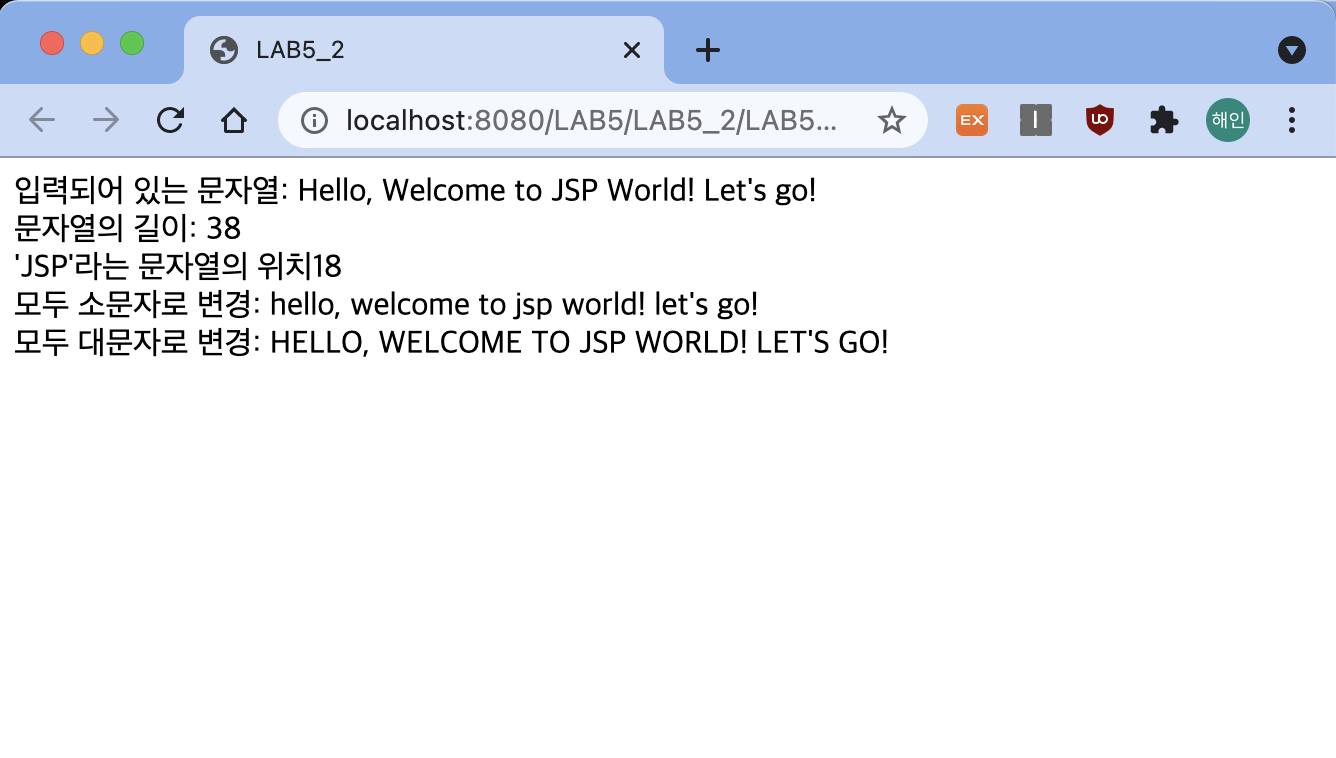 LAB5_2
localhost:8080/LAB5/LAB5_2/LAB5...
EX
UO
해인
입력되어 있는 문자열: Hello, Welcome to JSP World! Let's go!
문자열의 길이: 38
'JSP'라는 문자열의 위치18
모두 소문자로 변경: hello, welcome to jsp world! let's go!
모두 대문자로 변경: HELLO, WELCOME TO JSP WORLD! LET'S GO!